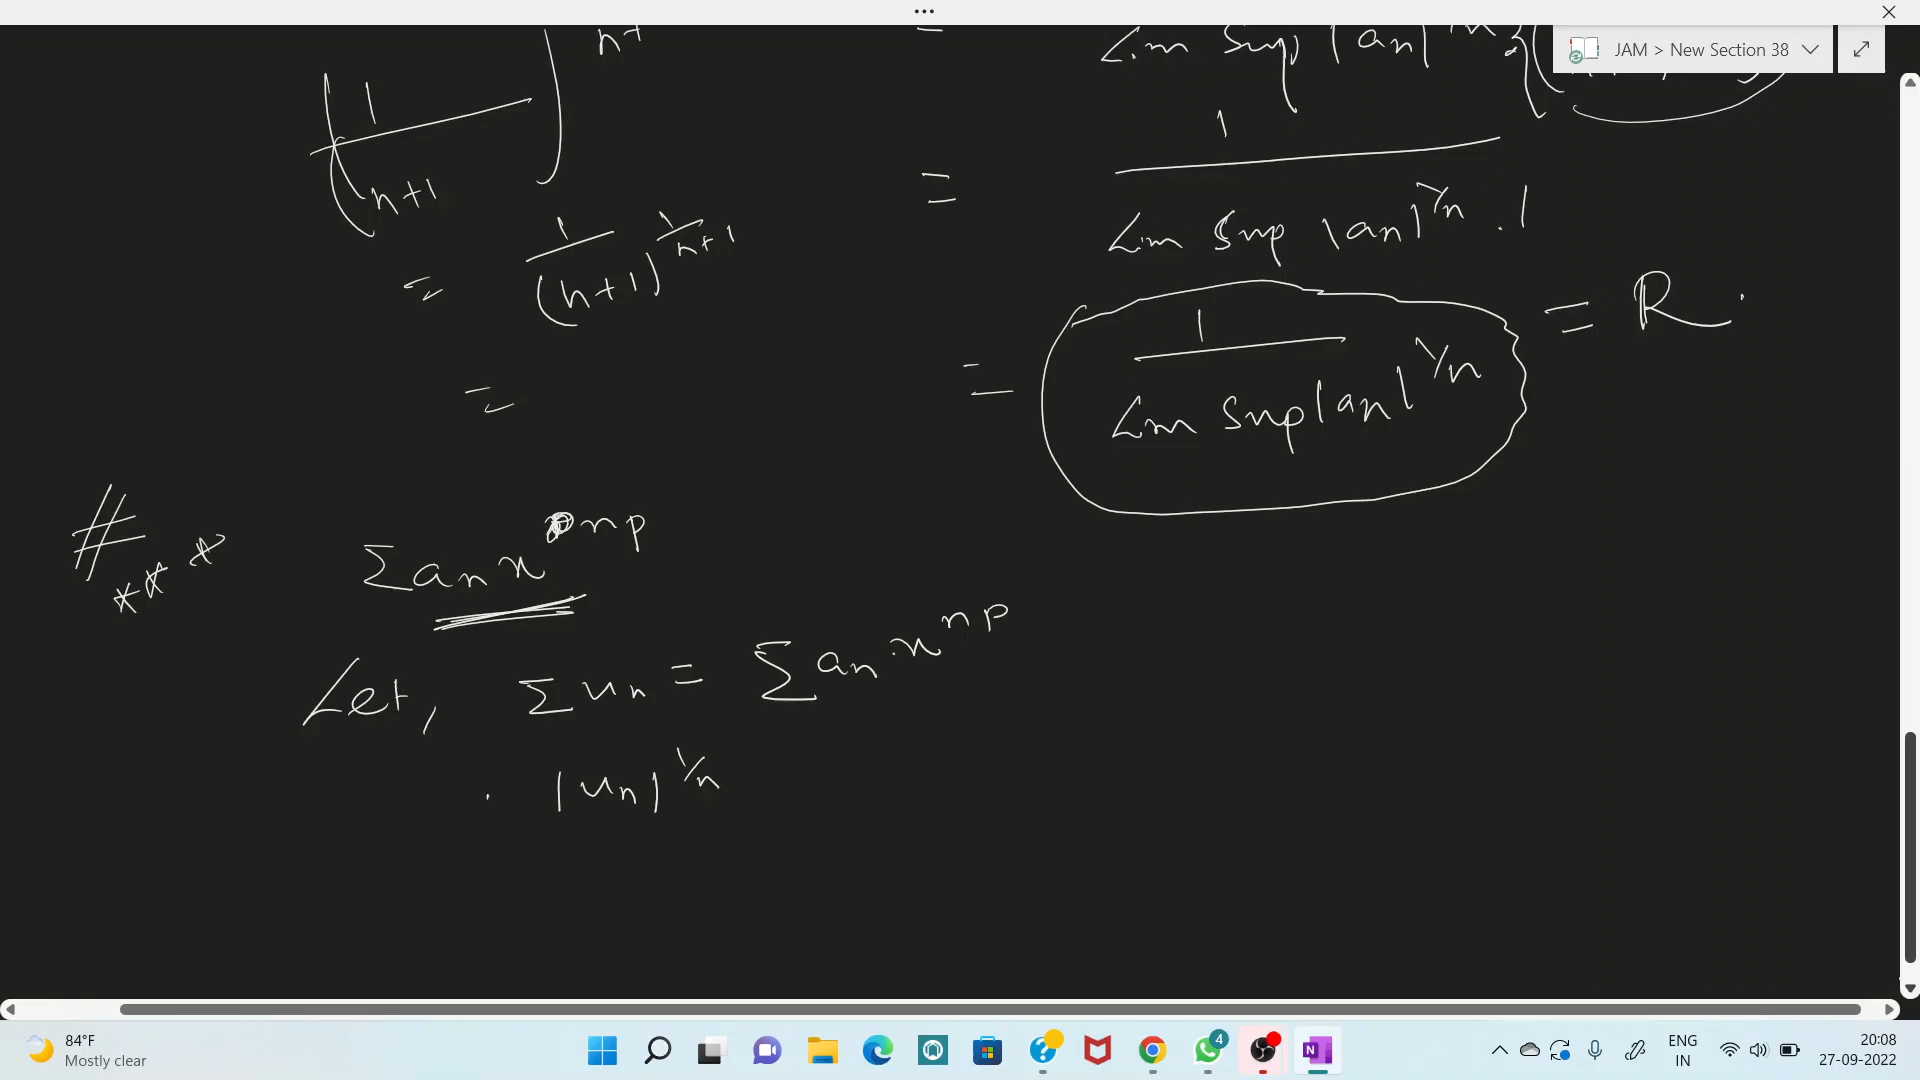 JAM > New Section 38
n+
=
Lim Sup |an|^1/n
1
1
n+1
=
Lim Sup |an|^1/n . 1
= 1/(n+1)^1/n+1
= 1/Lim Sup |an|^1/n = R.
=
# *** Σ an x^np
Let, Σ un = Σ an . x^np
. |un|^1/n
84°F
Mostly clear
4
N
ENG
IN
20:08
27-09-2022